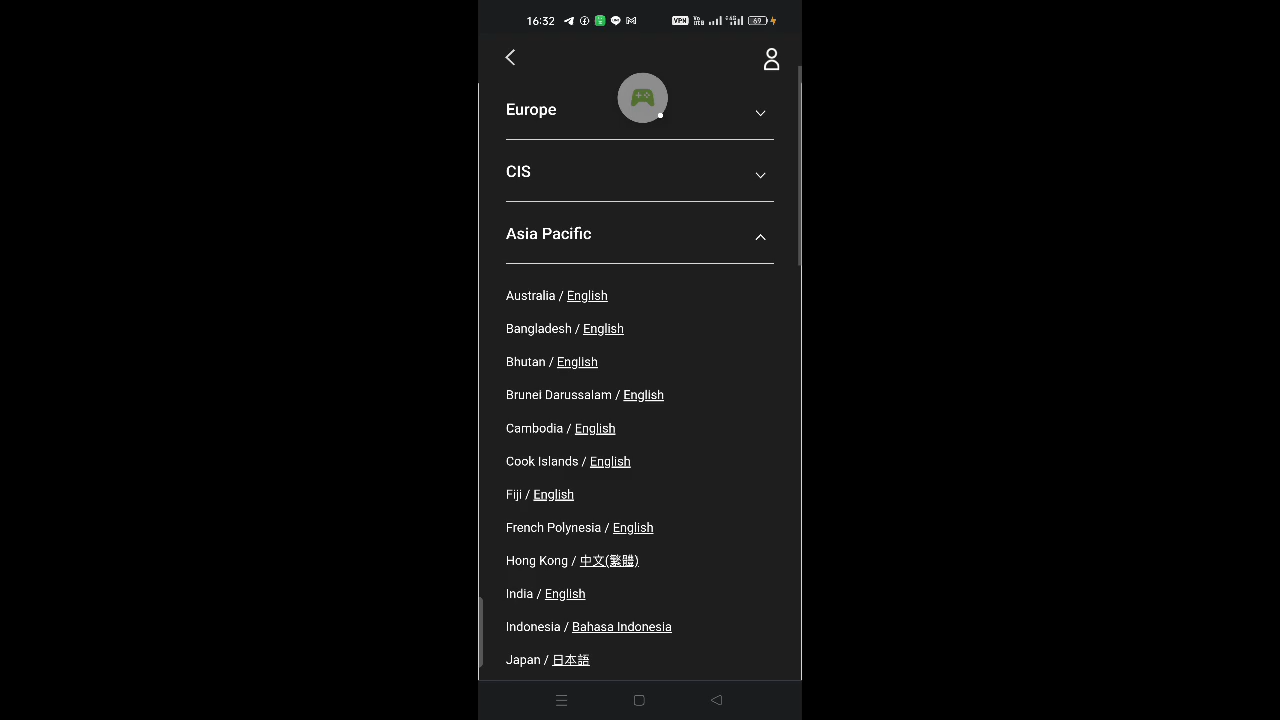 16:32
VPN
69
Europe
CIS
Asia Pacific
Australia / English
Bangladesh / English
Bhutan / English
Brunei Darussalam / English
Cambodia / English
Cook Islands / English
Fiji / English
French Polynesia / English
Hong Kong / 中文(繁體)
India / English
Indonesia / Bahasa Indonesia
Japan / 日本語